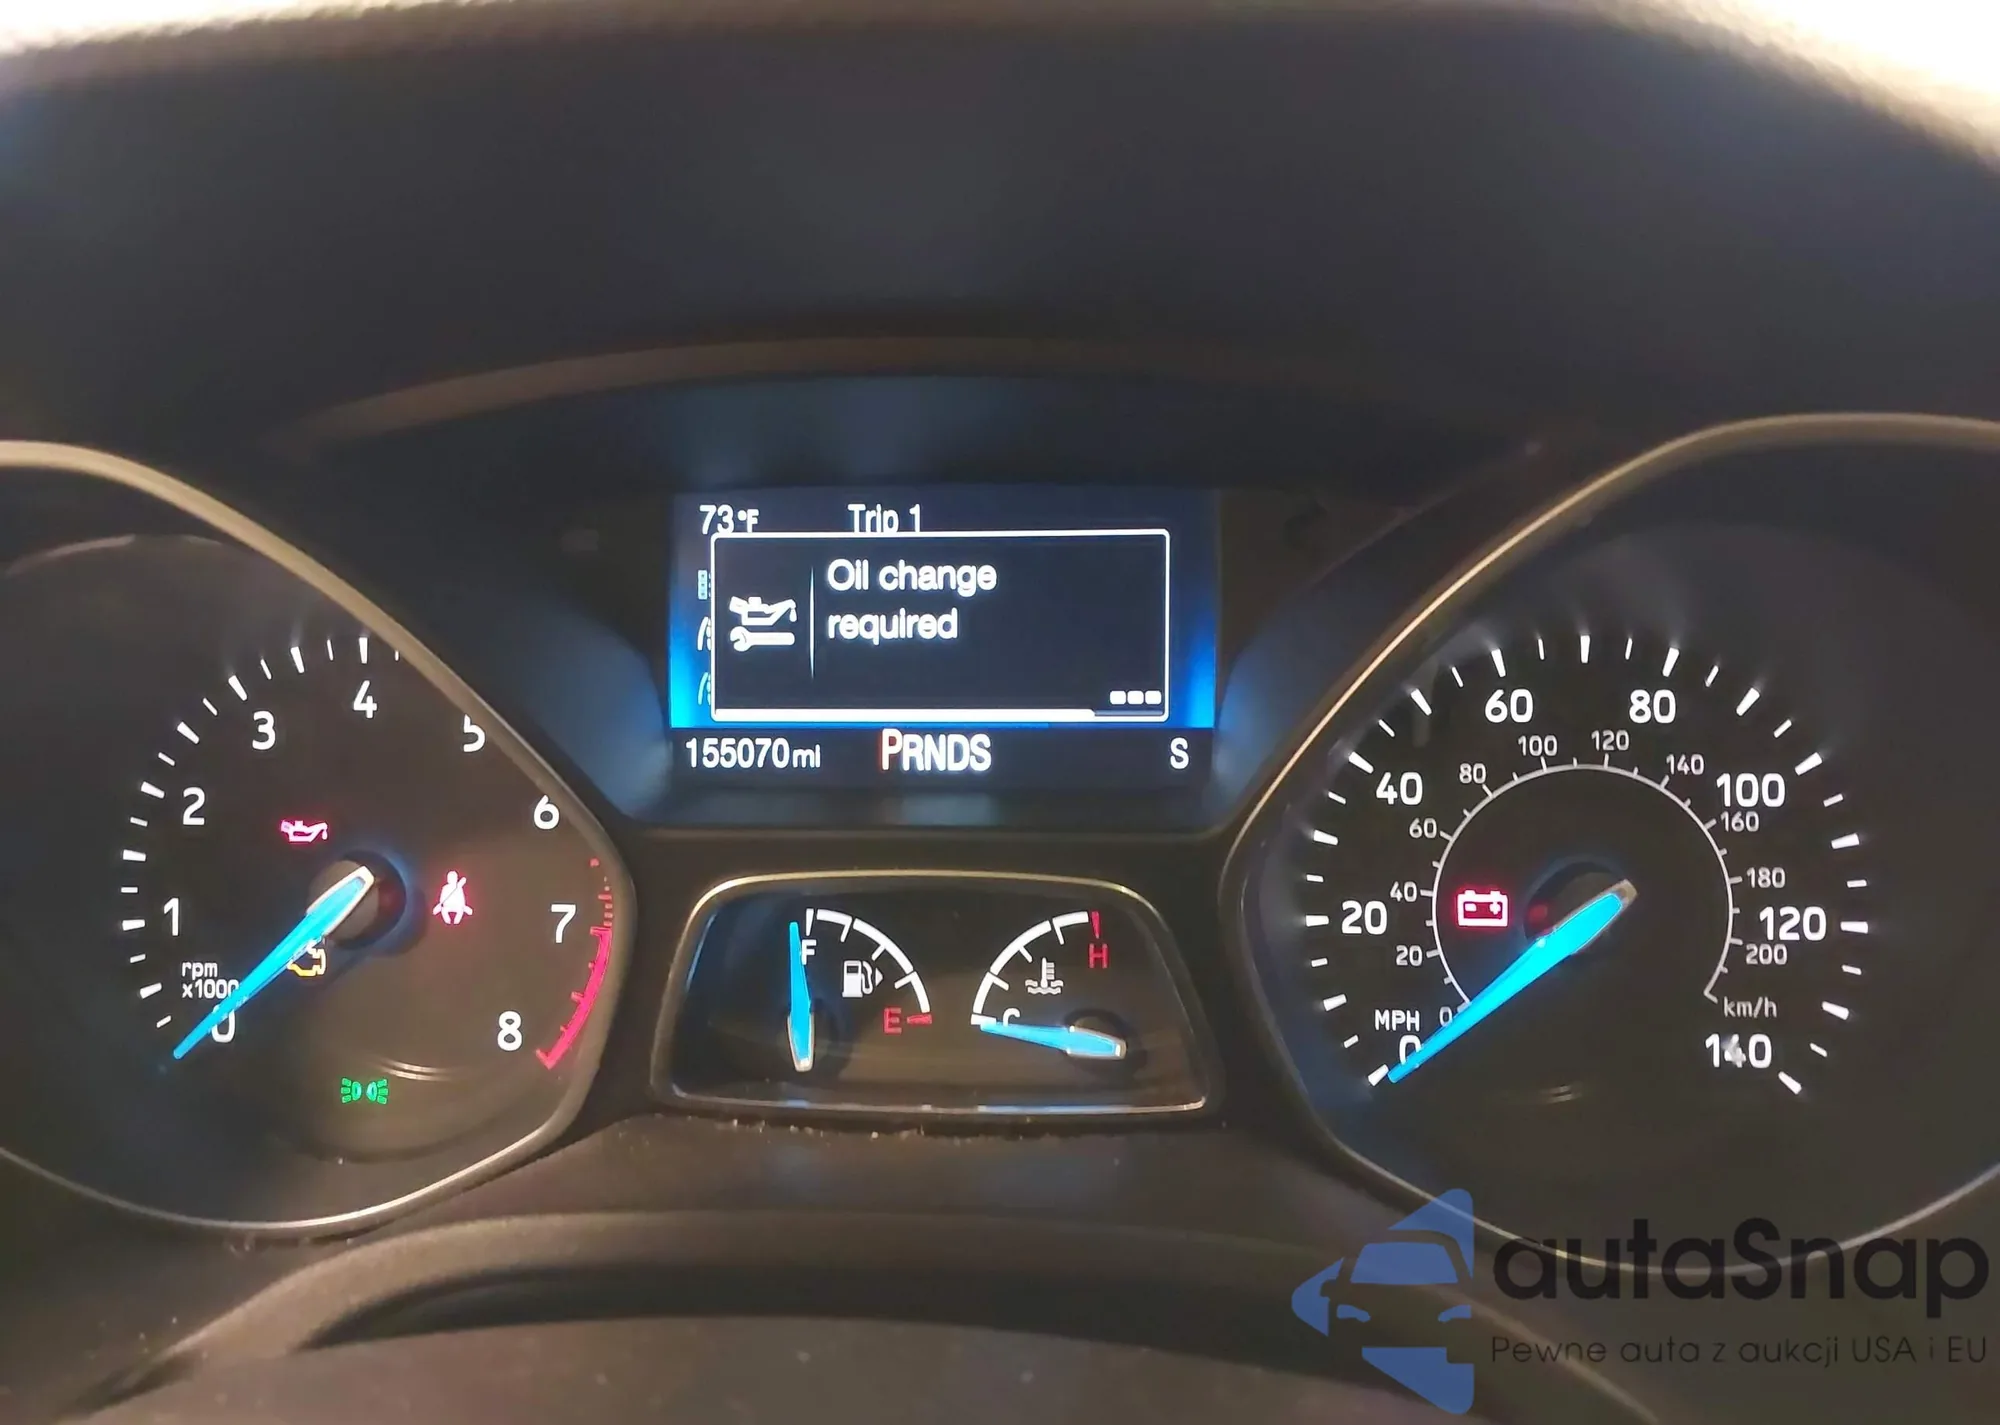 73°F Trip 1
Oil change
required
155070 mi PRNDS S
0 1 2 3 4 5 6 7 8
rpm
x1000
F E
C H
0 20 40 60 80 100 120 140
MPH
0 20 40 60 80 100 120 140 160 180 200
km/h
autaSnap
Pewne auta z aukcji USA i EU